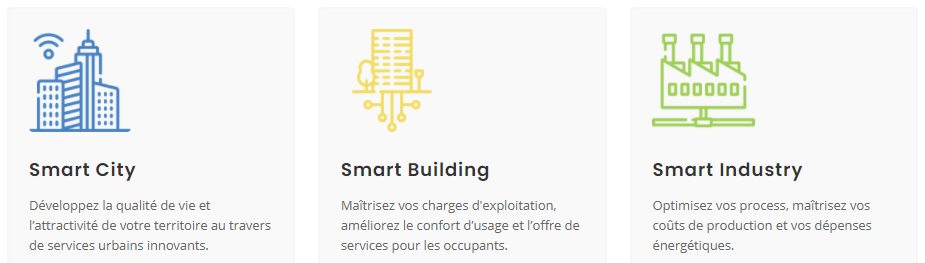 Smart City
Développez la qualité de vie et
l'attractivité de votre territoire au travers
de services urbains innovants.
Smart Building
Maîtrisez vos charges d'exploitation,
améliorez le confort d'usage et l'offre de
services pour les occupants.
Smart Industry
Optimisez vos process, maîtrisez vos
coûts de production et vos dépenses
énergétiques.